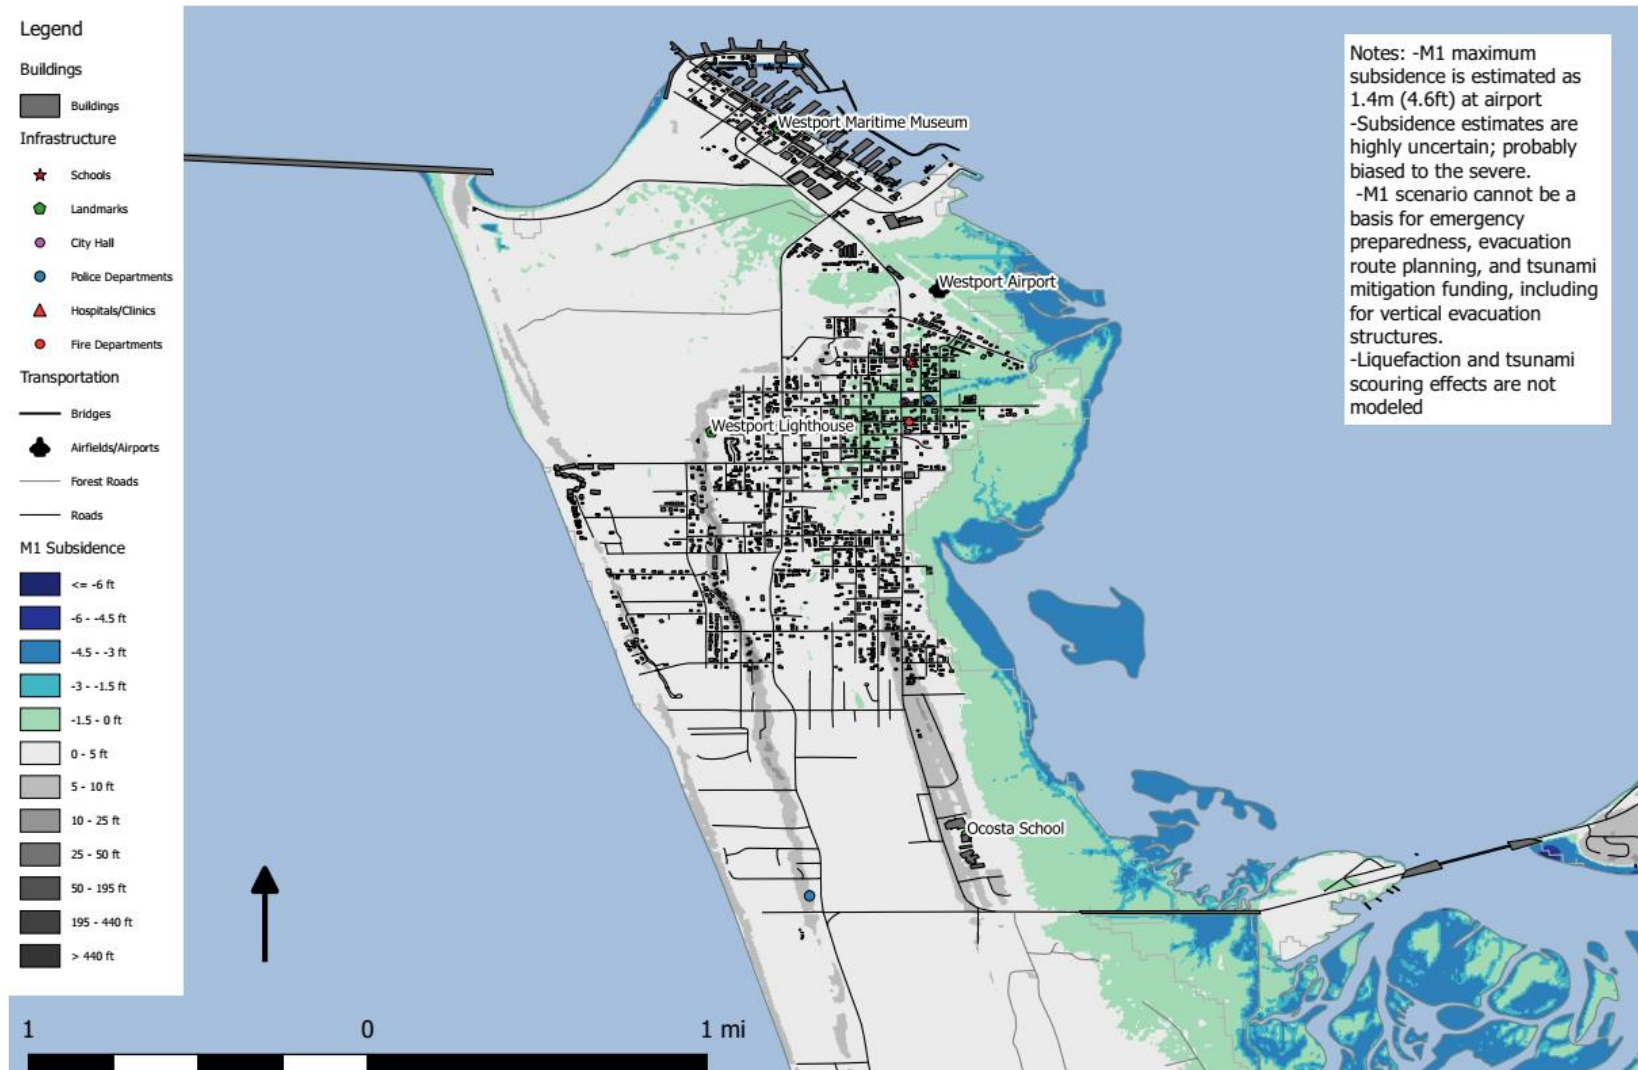 Legend
Buildings
Buildings
Infrastructure
Schools
Landmarks
City Hall
Police Departments
Hospitals/Clinics
Fire Departments
Transportation
Bridges
Airfields/Airports
Forest Roads
Roads
M1 Subsidence
<= -6 ft
-6 - -4.5 ft
-4.5 - -3 ft
-3 - -1.5 ft
-1.5 - 0 ft
0 - 5 ft
5 - 10 ft
10 - 25 ft
25 - 50 ft
50 - 195 ft
195 - 440 ft
> 440 ft
Westport Maritime Museum
Westport Airport
Westport Lighthouse
Ocosta School
Notes: -M1 maximum
subsidence is estimated as
1.4m (4.6ft) at airport
-Subsidence estimates are
highly uncertain; probably
biased to the severe.
-M1 scenario cannot be a
basis for emergency
preparedness, evacuation
route planning, and tsunami
mitigation funding, including
for vertical evacuation
structures.
-Liquefaction and tsunami
scouring effects are not
modeled
1 0 1 mi